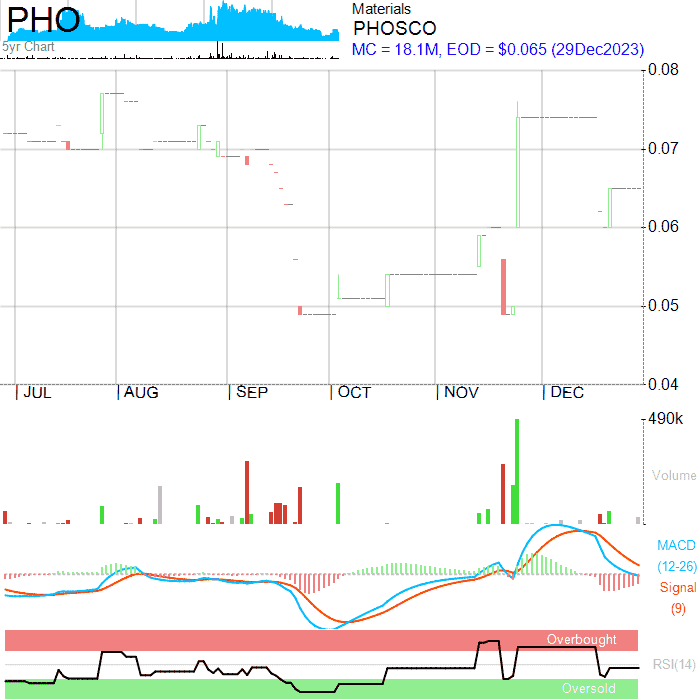 PHO
5yr Chart
Materials
PHOSCO
MC = 18.1M, EOD = $0.065 (29Dec2023)
0.08
0.07
0.06
0.05
0.04
JUL AUG SEP OCT NOV DEC
490k
Volume
MACD
(12-26)
Signal
(9)
Overbought
RSI(14)
Oversold